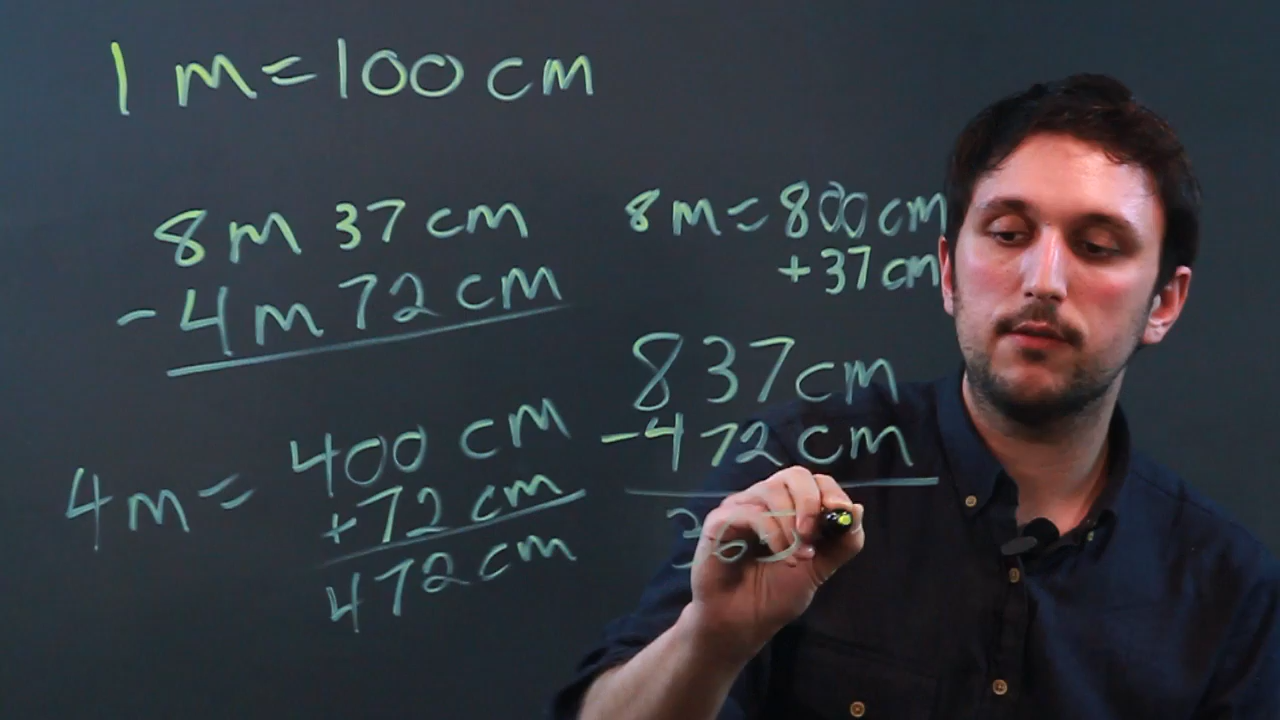 1 m = 100 cm
8 m 37 cm
- 4 m 72 cm
4 m = 400 cm
+ 72 cm
472 cm
8 m = 800 cm
+ 37 cm
837 cm
- 472 cm
365